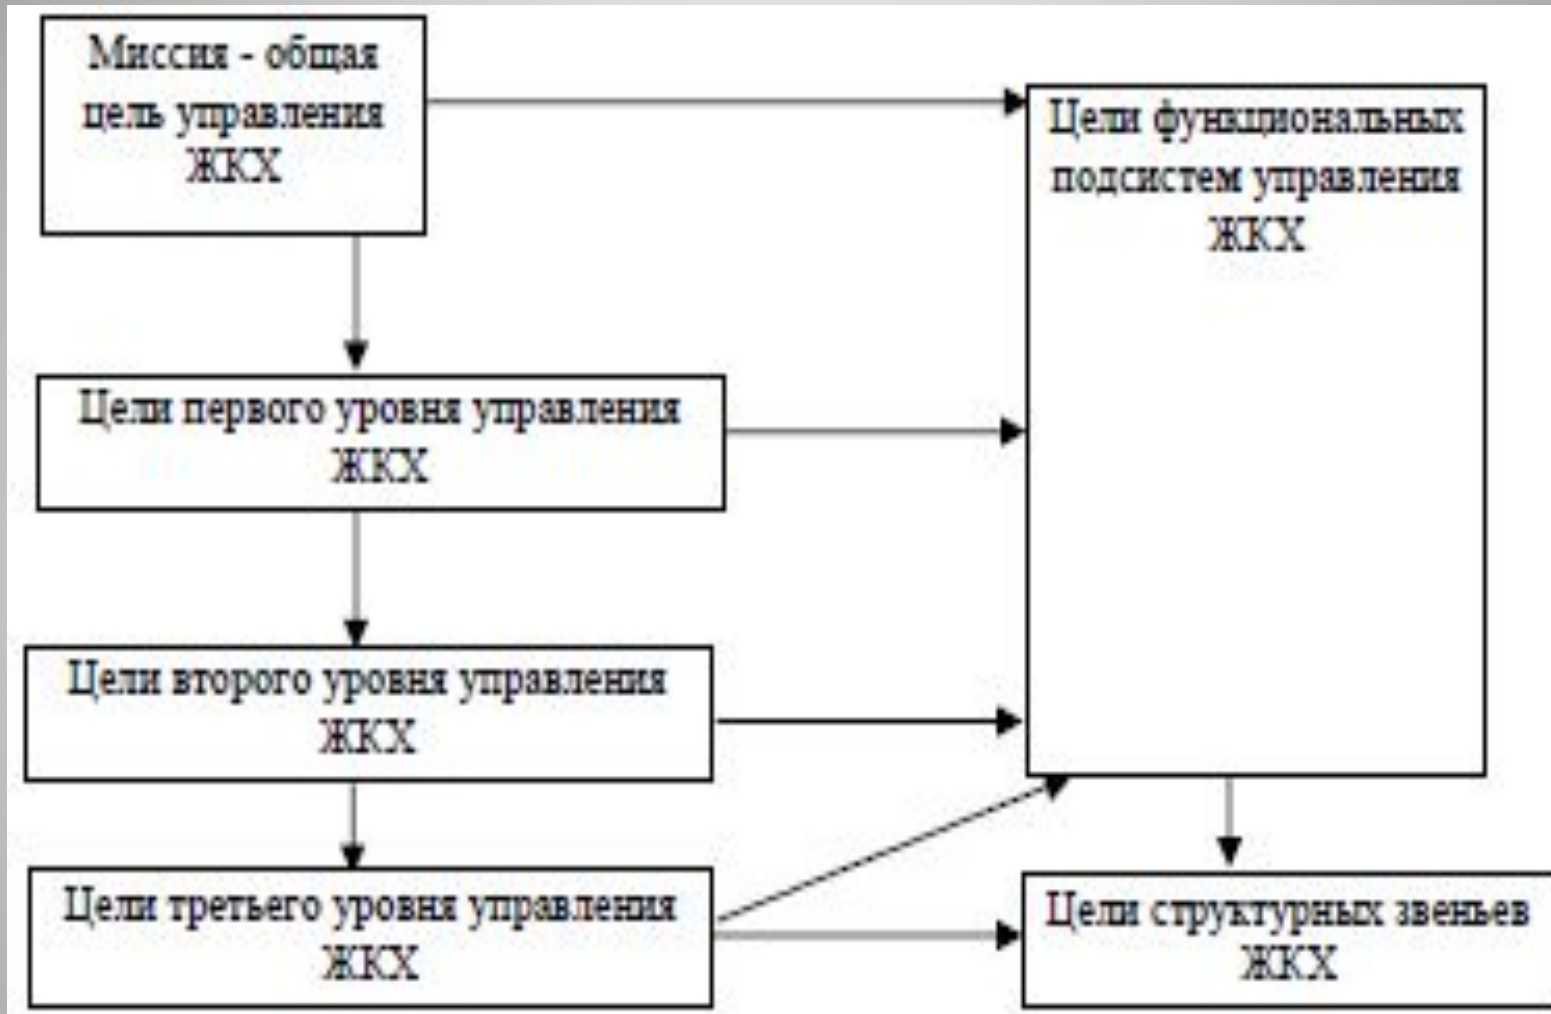 Миссия - общая
цель управления
ЖКХ
Цели функциональных
подсистем управления
ЖКХ
Цели первого уровня управления
ЖКХ
Цели второго уровня управления
ЖКХ
Цели третьего уровня управления
ЖКХ
Цели структурных звеньев
ЖКХ